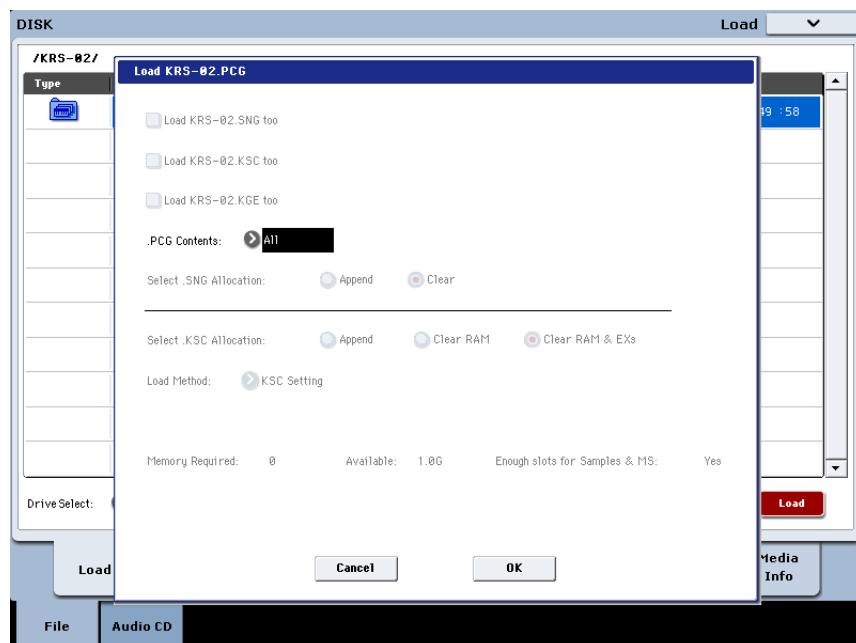 DISK Load
/KRS-02/
Load KRS-02.PCG
Type
49 :58
Load KRS-02.SNG too
Load KRS-02.KSC too
Load KRS-02.KGE too
.PCG Contents: All
Select .SNG Allocation: Append Clear
Select .KSC Allocation: Append Clear RAM Clear RAM & EXs
Load Method: KSC Setting
Memory Required: 0 Available: 1.0G Enough slots for Samples & MS: Yes
Drive Select: Load
Cancel OK
Load Media
Info
File Audio CD